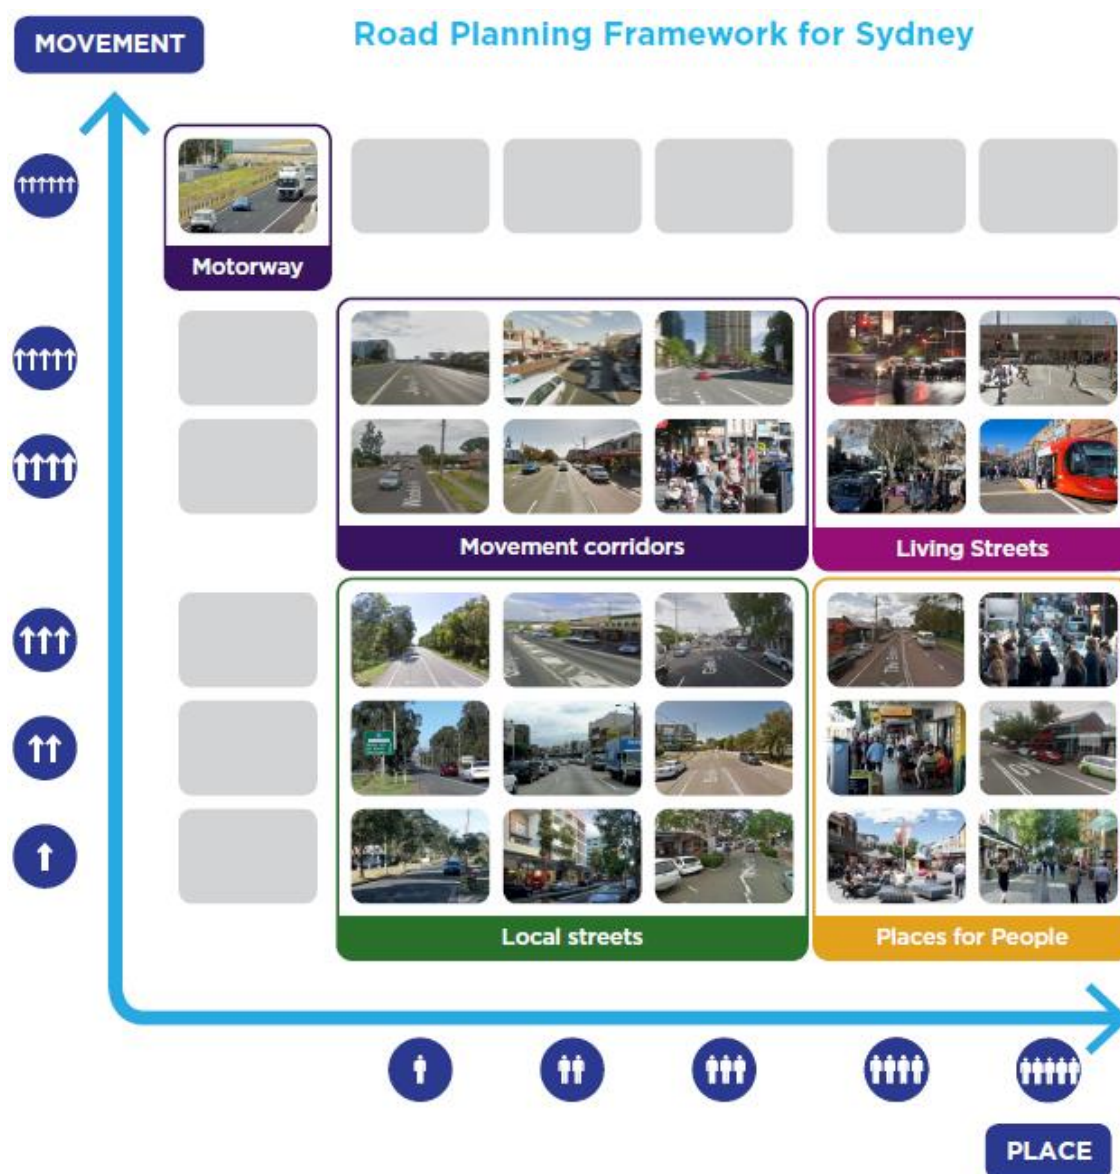 MOVEMENT
Road Planning Framework for Sydney
Motorway
Movement corridors
Living Streets
Local streets
Places for People
PLACE